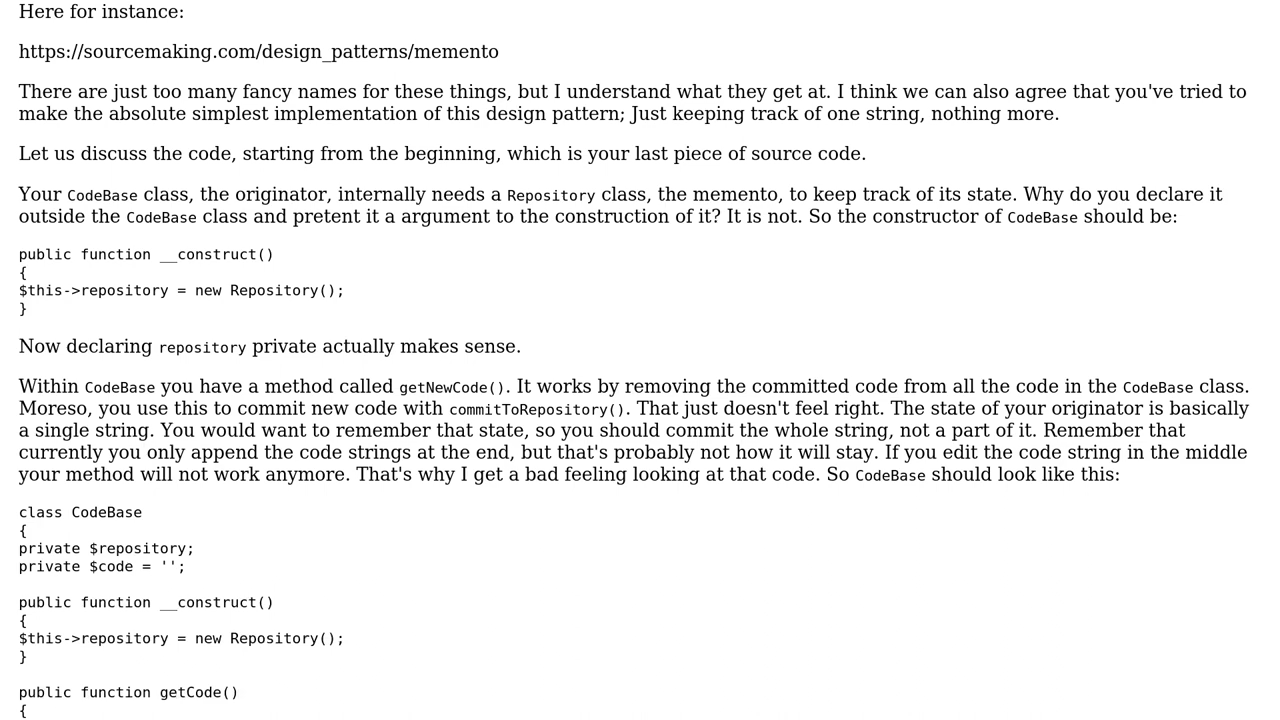 Here for instance:
https://sourcemaking.com/design_patterns/memento
There are just too many fancy names for these things, but I understand what they get at. I think we can also agree that you've tried to
make the absolute simplest implementation of this design pattern; Just keeping track of one string, nothing more.
Let us discuss the code, starting from the beginning, which is your last piece of source code.
Your CodeBase class, the originator, internally needs a Repository class, the memento, to keep track of its state. Why do you declare it
outside the CodeBase class and pretent it a argument to the construction of it? It is not. So the constructor of CodeBase should be:
public function __construct()
{
$this->repository = new Repository();
}
Now declaring repository private actually makes sense.
Within CodeBase you have a method called getNewCode(). It works by removing the committed code from all the code in the CodeBase class.
Moreso, you use this to commit new code with commitToRepository(). That just doesn't feel right. The state of your originator is basically
a single string. You would want to remember that state, so you should commit the whole string, not a part of it. Remember that
currently you only append the code strings at the end, but that's probably not how it will stay. If you edit the code string in the middle
your method will not work anymore. That's why I get a bad feeling looking at that code. So CodeBase should look like this:
class CodeBase
{
private $repository;
private $code = '';
public function __construct()
{
$this->repository = new Repository();
}
public function getCode()
{